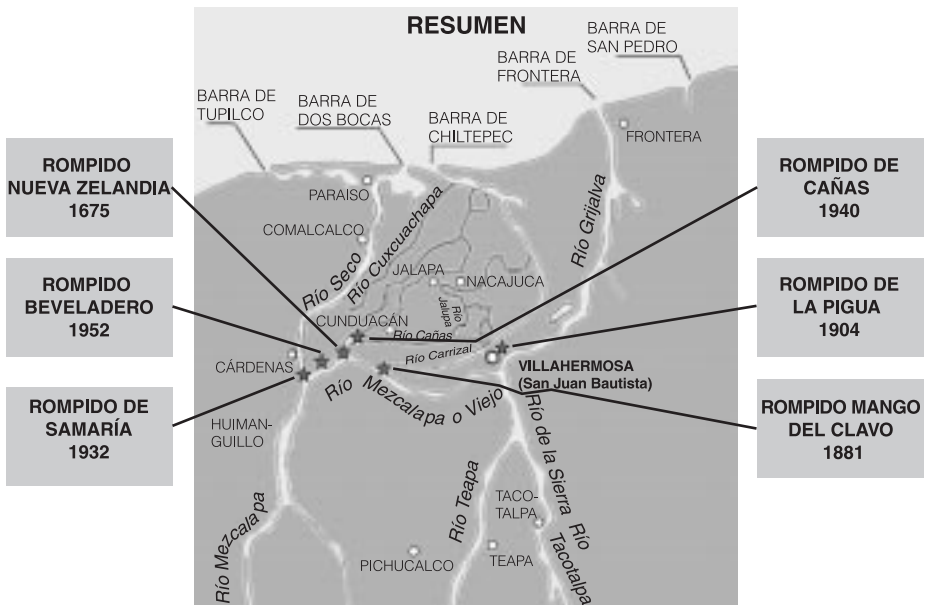 RESUMEN
BARRA DE
SAN PEDRO
BARRA DE
FRONTERA
BARRA DE
TUPILCO
BARRA DE
DOS BOCAS
BARRA DE
CHILTEPEC
FRONTERA
ROMPIDO
NUEVA ZELANDIA
1675
ROMPIDO
BEVELADERO
1952
ROMPIDO DE
SAMARÍA
1932
ROMPIDO DE
CAÑAS
1940
ROMPIDO DE
LA PIGUA
1904
ROMPIDO MANGO
DEL CLAVO
1881
PARAISO
COMALCALCO
Río Seco
Río Cuxcuachapa
Río Grijalva
JALAPA
NACAJUCA
Río
Jalupa
CUNDUACÁN
Río Cañas
Río Carrizal
CÁRDENAS
VILLAHERMOSA
(San Juan Bautista)
Río Mezcalapa o Viejo
HUIMAN-
GUILLO
Río de la Sierra
Río Teapa
TACO-
TALPA
Río
Tacotalpa
Río Mezcalapa
PICHUCALCO
TEAPA